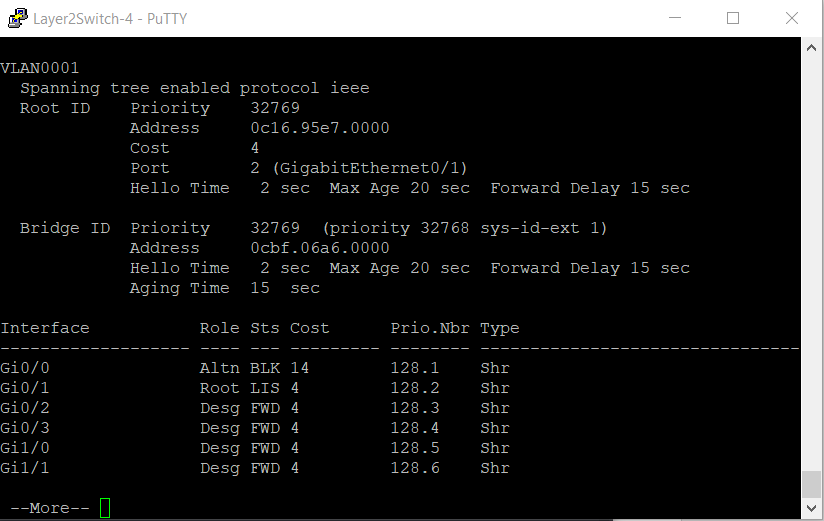 Layer2Switch-4 - PuTTY
VLAN0001
  Spanning tree enabled protocol ieee
  Root ID    Priority    32769
             Address     0c16.95e7.0000
             Cost        4
             Port        2 (GigabitEthernet0/1)
             Hello Time   2 sec  Max Age 20 sec  Forward Delay 15 sec
  Bridge ID  Priority    32769  (priority 32768 sys-id-ext 1)
             Address     0cbf.06a6.0000
             Hello Time   2 sec  Max Age 20 sec  Forward Delay 15 sec
             Aging Time  15  sec
Interface           Role Sts Cost      Prio.Nbr Type
------------------- ---- --- --------- -------- --------------------------------
Gi0/0               Altn BLK 14        128.1    Shr
Gi0/1               Root LIS 4         128.2    Shr
Gi0/2               Desg FWD 4         128.3    Shr
Gi0/3               Desg FWD 4         128.4    Shr
Gi1/0               Desg FWD 4         128.5    Shr
Gi1/1               Desg FWD 4         128.6    Shr
 --More--